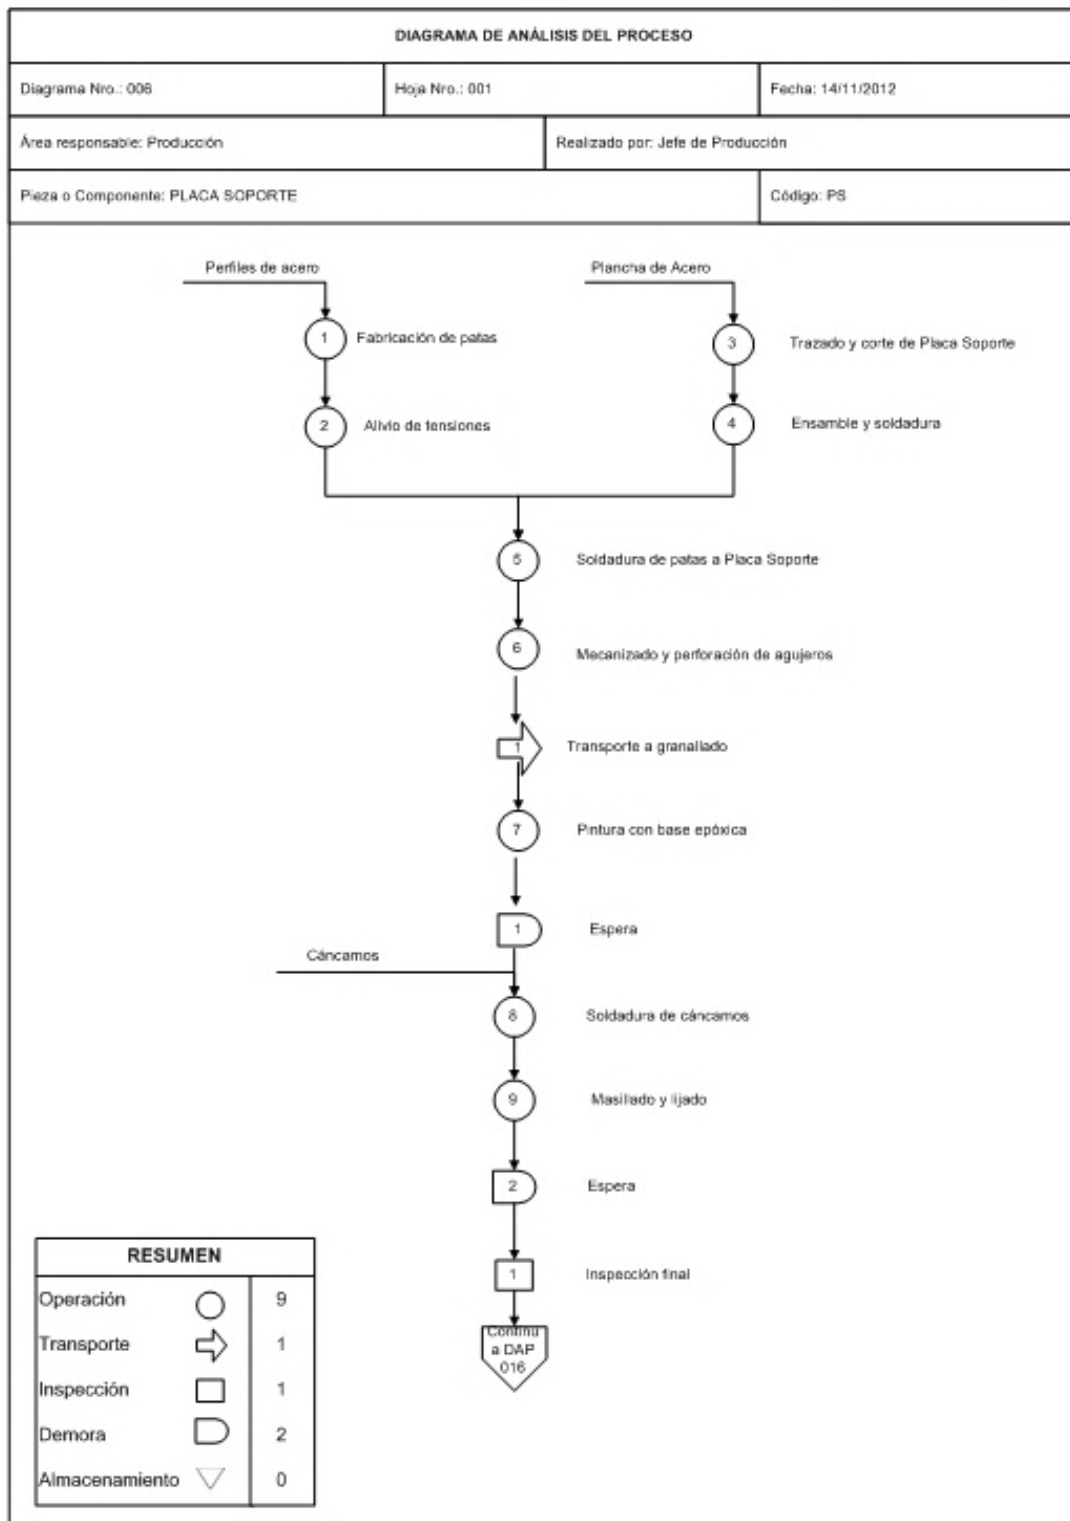 DIAGRAMA DE ANÁLISIS DEL PROCESO
Diagrama Nro.: 006
Hoja Nro.: 001
Fecha: 14/11/2012
Área responsable: Producción
Realizado por: Jefe de Producción
Pieza o Componente: PLACA SOPORTE
Código: PS
Perfiles de acero
Plancha de Acero
1 Fabricación de patas
3 Trazado y corte de Placa Soporte
2 Alivio de tensiones
4 Ensamble y soldadura
5 Soldadura de patas a Placa Soporte
6 Mecanizado y perforación de agujeros
1 Transporte a granallado
7 Pintura con base epóxica
1 Espera
Cáncamos
8 Soldadura de cáncamos
9 Masillado y lijado
2 Espera
1 Inspección final
Continu
a DAP
016
RESUMEN
Operación 9
Transporte 1
Inspección 1
Demora 2
Almacenamiento 0